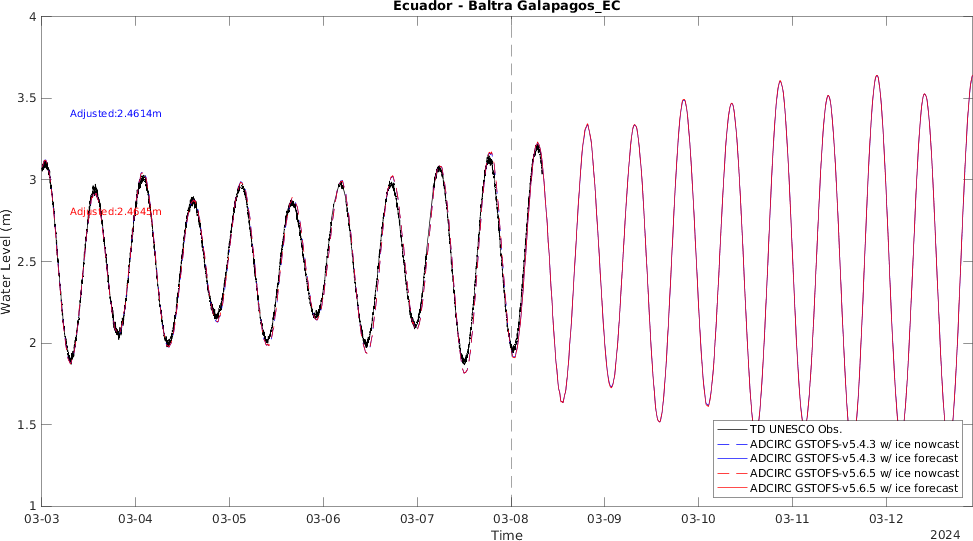 Ecuador - Baltra Galapagos_EC
4
3.5
3
2.5
2
1.5
1
Water Level (m)
Adjusted:2.4614m
Adjusted:2.4645m
TD UNESCO Obs.
ADCIRC GSTOFS-v5.4.3 w/ ice nowcast
ADCIRC GSTOFS-v5.4.3 w/ ice forecast
ADCIRC GSTOFS-v5.6.5 w/ ice nowcast
ADCIRC GSTOFS-v5.6.5 w/ ice forecast
03-03 03-04 03-05 03-06 03-07 03-08 03-09 03-10 03-11 03-12
Time
2024